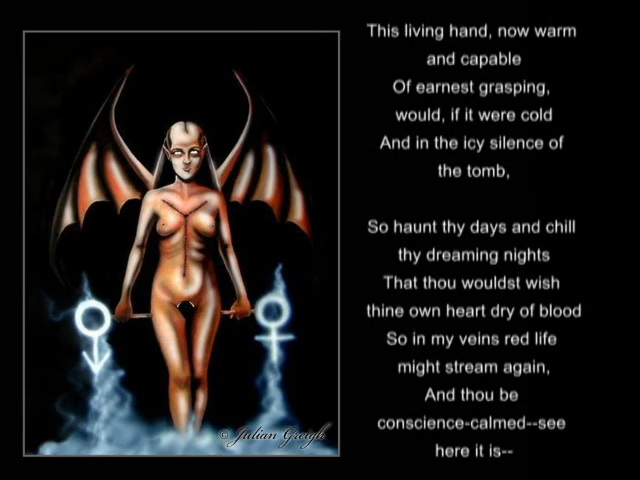 This living hand, now warm
and capable
Of earnest grasping,
would, if it were cold
And in the icy silence of
the tomb,
So haunt thy days and chill
thy dreaming nights
That thou wouldst wish
thine own heart dry of blood
So in my veins red life
might stream again,
And thou be
conscience-calmed--see
here it is--
© Julian Greigh